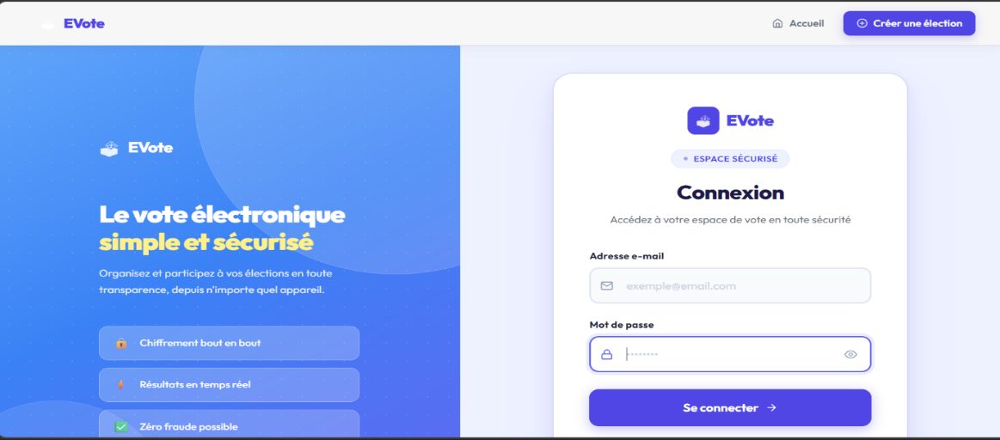 EVote
Accueil
Créer une élection
EVote
Le vote électronique
simple et sécurisé
Organisez et participez à vos élections en toute
transparence, depuis n'importe quel appareil.
Chiffrement bout en bout
Résultats en temps réel
Zéro fraude possible
EVote
ESPACE SÉCURISÉ
Connexion
Accédez à votre espace de vote en toute sécurité
Adresse e-mail
exemple@email.com
Mot de passe
••••••••
Se connecter →